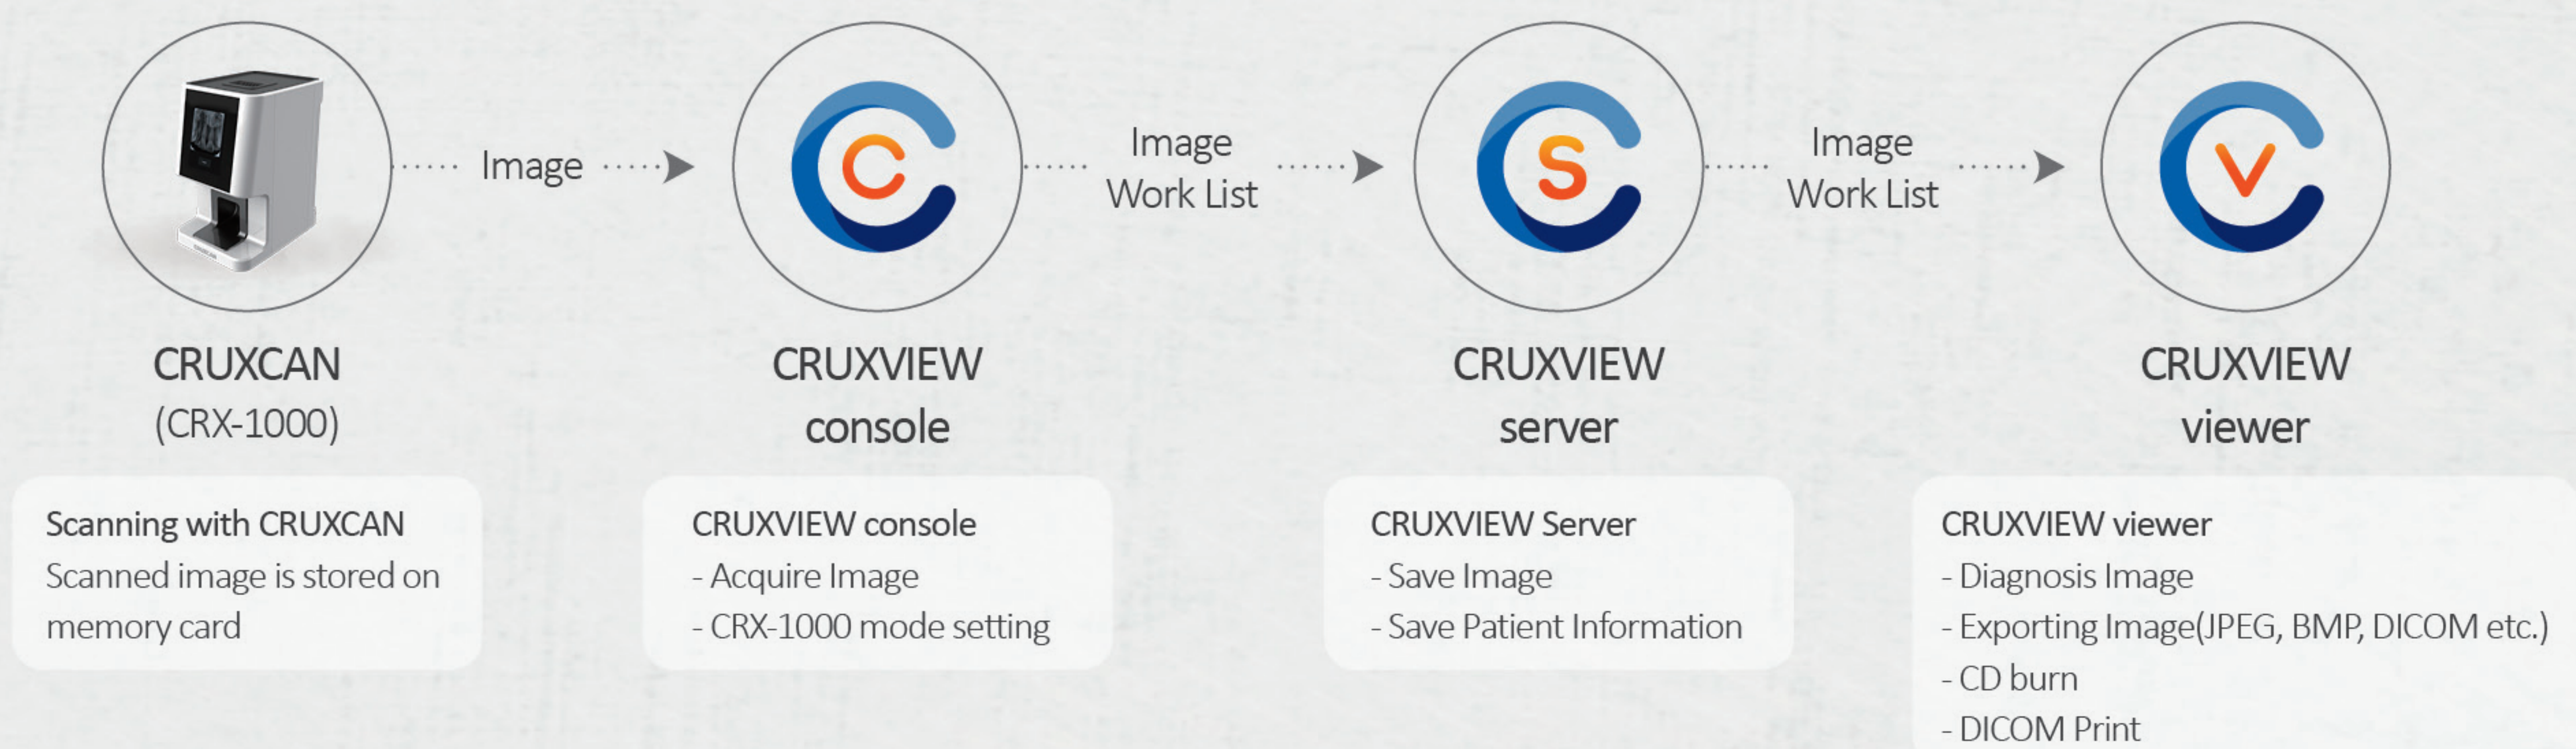 Image
Image
Work List
Image
Work List
C
S
V
CRUXCAN
(CRX-1000)
CRUXVIEW
console
CRUXVIEW
server
CRUXVIEW
viewer
Scanning with CRUXCAN
Scanned image is stored on
memory card
CRUXVIEW console
- Acquire Image
- CRX-1000 mode setting
CRUXVIEW Server
- Save Image
- Save Patient Information
CRUXVIEW viewer
- Diagnosis Image
- Exporting Image(JPEG, BMP, DICOM etc.)
- CD burn
- DICOM Print